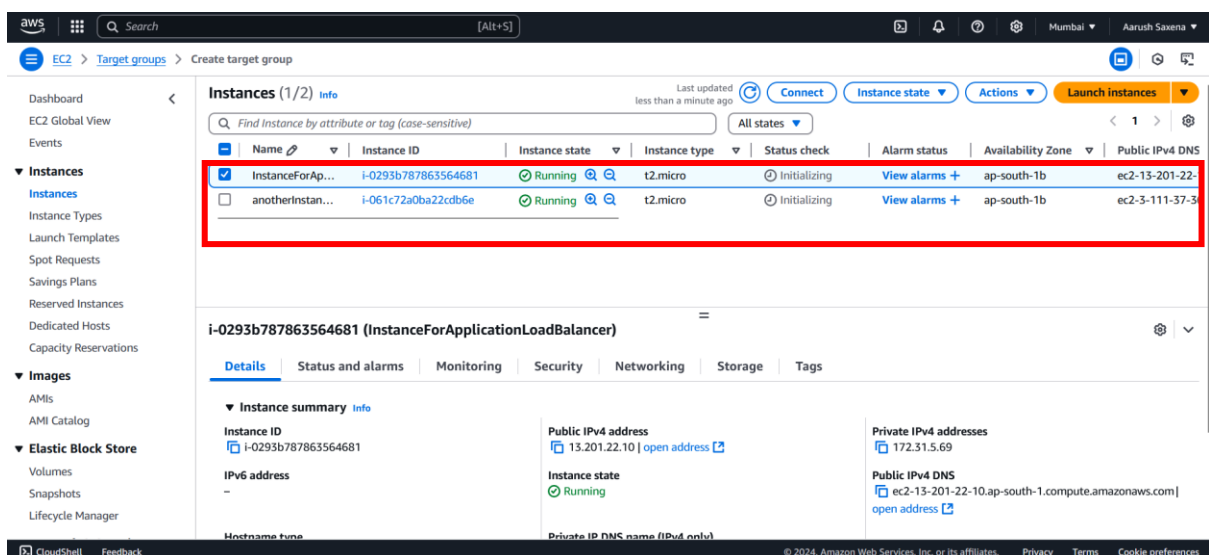 aws Search [Alt+S] Mumbai ▼ Aarush Saxena ▼
EC2 > Target groups > Create target group
Dashboard
EC2 Global View
Events
▼ Instances
Instances
Instance Types
Launch Templates
Spot Requests
Savings Plans
Reserved Instances
Dedicated Hosts
Capacity Reservations
▼ Images
AMIs
AMI Catalog
▼ Elastic Block Store
Volumes
Snapshots
Lifecycle Manager
Instances (1/2) Info
Last updated
less than a minute ago
Connect Instance state ▼ Actions ▼ Launch instances ▼
Find Instance by attribute or tag (case-sensitive) All states ▼ < 1 >
Name Instance ID Instance state Instance type Status check Alarm status Availability Zone Public IPv4 DNS
InstanceForAp... i-0293b787863564681 Running t2.micro Initializing View alarms + ap-south-1b ec2-13-201-22-
anotherInstan... i-061c72a0ba22cdb6e Running t2.micro Initializing View alarms + ap-south-1b ec2-3-111-37-3
i-0293b787863564681 (InstanceForApplicationLoadBalancer)
Details Status and alarms Monitoring Security Networking Storage Tags
▼ Instance summary Info
Instance ID
i-0293b787863564681
Public IPv4 address
13.201.22.10 | open address
Private IPv4 addresses
172.31.5.69
IPv6 address
–
Instance state
Running
Public IPv4 DNS
ec2-13-201-22-10.ap-south-1.compute.amazonaws.com |
open address
Hostname type
Private IP DNS name (IPv4 only)
CloudShell Feedback © 2024, Amazon Web Services, Inc. or its affiliates. Privacy Terms Cookie preferences